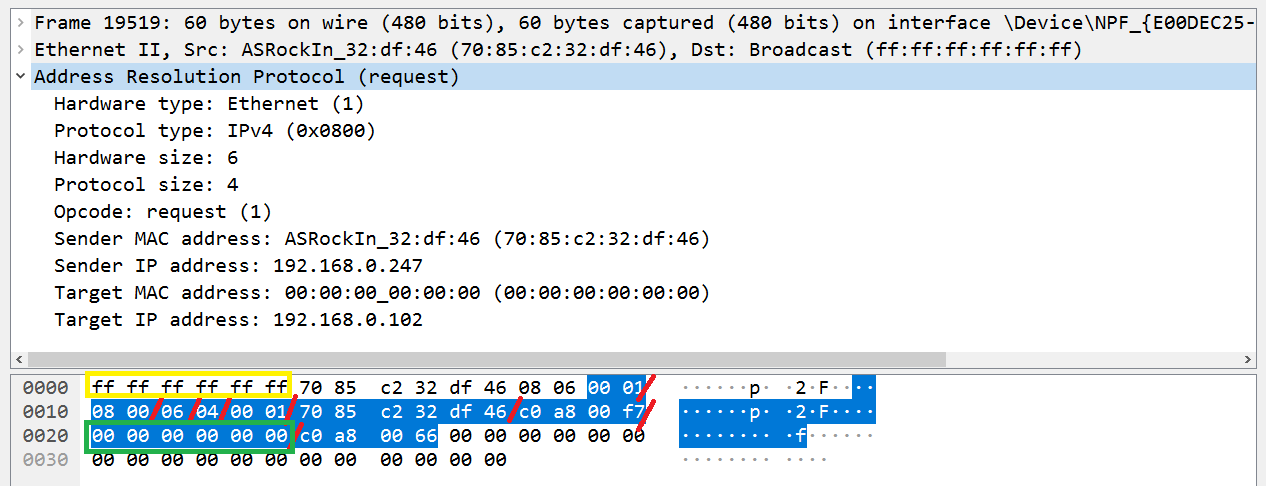 Frame 19519: 60 bytes on wire (480 bits), 60 bytes captured (480 bits) on interface \Device\NPF_{E00DEC25-
Ethernet II, Src: ASRockIn_32:df:46 (70:85:c2:32:df:46), Dst: Broadcast (ff:ff:ff:ff:ff:ff)
Address Resolution Protocol (request)
Hardware type: Ethernet (1)
Protocol type: IPv4 (0x0800)
Hardware size: 6
Protocol size: 4
Opcode: request (1)
Sender MAC address: ASRockIn_32:df:46 (70:85:c2:32:df:46)
Sender IP address: 192.168.0.247
Target MAC address: 00:00:00_00:00:00 (00:00:00:00:00:00)
Target IP address: 192.168.0.102
0000 ff ff ff ff ff ff 70 85 c2 32 df 46 08 06 00 01 ······p· ·2·F····
0010 08 00 06 04 00 01 70 85 c2 32 df 46 c0 a8 00 f7 ······p· ·2·F····
0020 00 00 00 00 00 00 c0 a8 00 66 00 00 00 00 00 00 ········ ·f······
0030 00 00 00 00 00 00 00 00 00 00 00 00 ········ ····